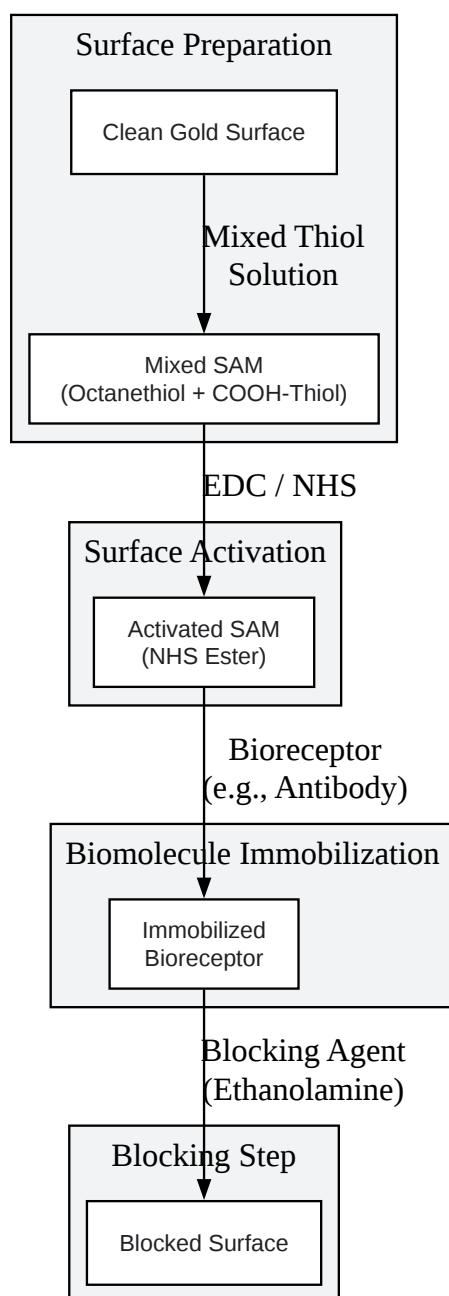 Surface Preparation
Clean Gold Surface
Mixed Thiol
Solution
Mixed SAM
(Octanethiol + COOH-Thiol)
EDC / NHS
Surface Activation
Activated SAM
(NHS Ester)
Bioreceptor
(e.g., Antibody)
Biomolecule Immobilization
Immobilized
Bioreceptor
Blocking Agent
(Ethanolamine)
Blocking Step
Blocked Surface